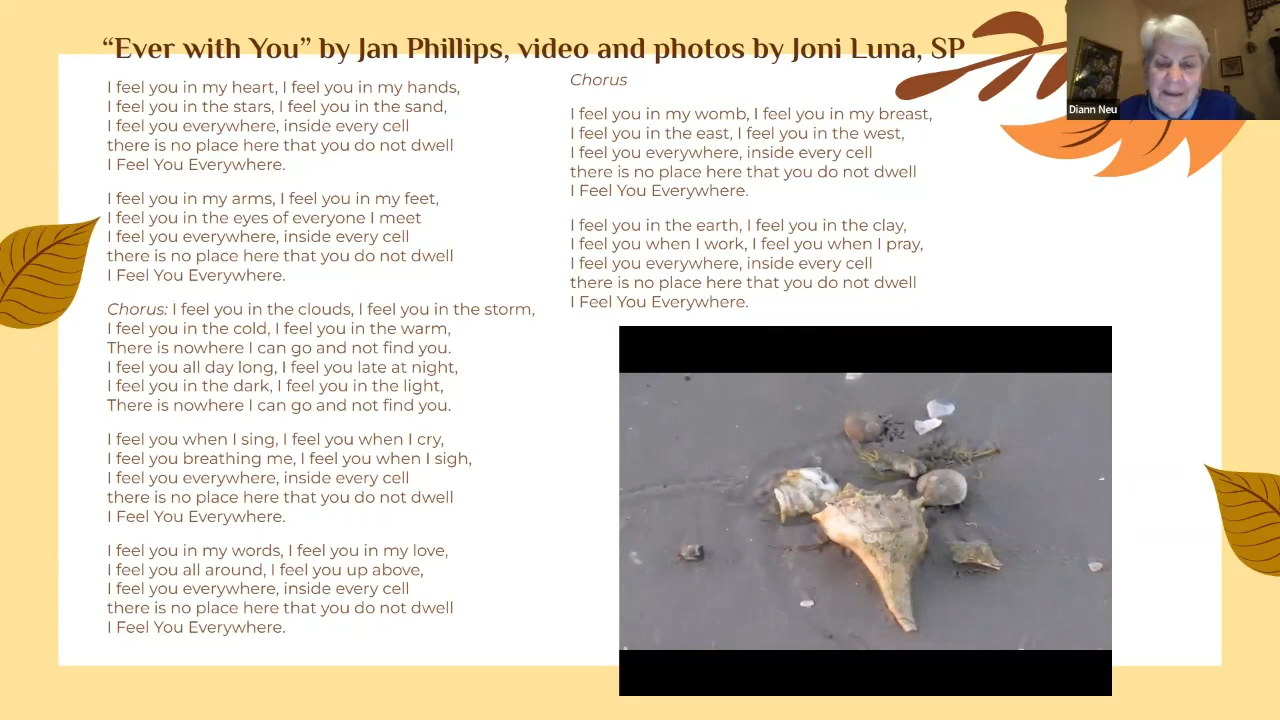 “Ever with You” by Jan Phillips, video and photos by Joni Luna, SP
I feel you in my heart, I feel you in my hands,
I feel you in the stars, I feel you in the sand,
I feel you everywhere, inside every cell
there is no place here that you do not dwell
I Feel You Everywhere.
I feel you in my arms, I feel you in my feet,
I feel you in the eyes of everyone I meet
I feel you everywhere, inside every cell
there is no place here that you do not dwell
I Feel You Everywhere.
Chorus: I feel you in the clouds, I feel you in the storm,
I feel you in the cold, I feel you in the warm,
There is nowhere I can go and not find you.
I feel you all day long, I feel you late at night,
I feel you in the dark, I feel you in the light,
There is nowhere I can go and not find you.
I feel you when I sing, I feel you when I cry,
I feel you breathing me, I feel you when I sigh,
I feel you everywhere, inside every cell
there is no place here that you do not dwell
I Feel You Everywhere.
I feel you in my words, I feel you in my love,
I feel you all around, I feel you up above,
I feel you everywhere, inside every cell
there is no place here that you do not dwell
I Feel You Everywhere.
Chorus
I feel you in my womb, I feel you in my breast,
I feel you in the east, I feel you in the west,
I feel you everywhere, inside every cell
there is no place here that you do not dwell
I Feel You Everywhere.
I feel you in the earth, I feel you in the clay,
I feel you when I work, I feel you when I pray,
I feel you everywhere, inside every cell
there is no place here that you do not dwell
I Feel You Everywhere.
Diann Neu